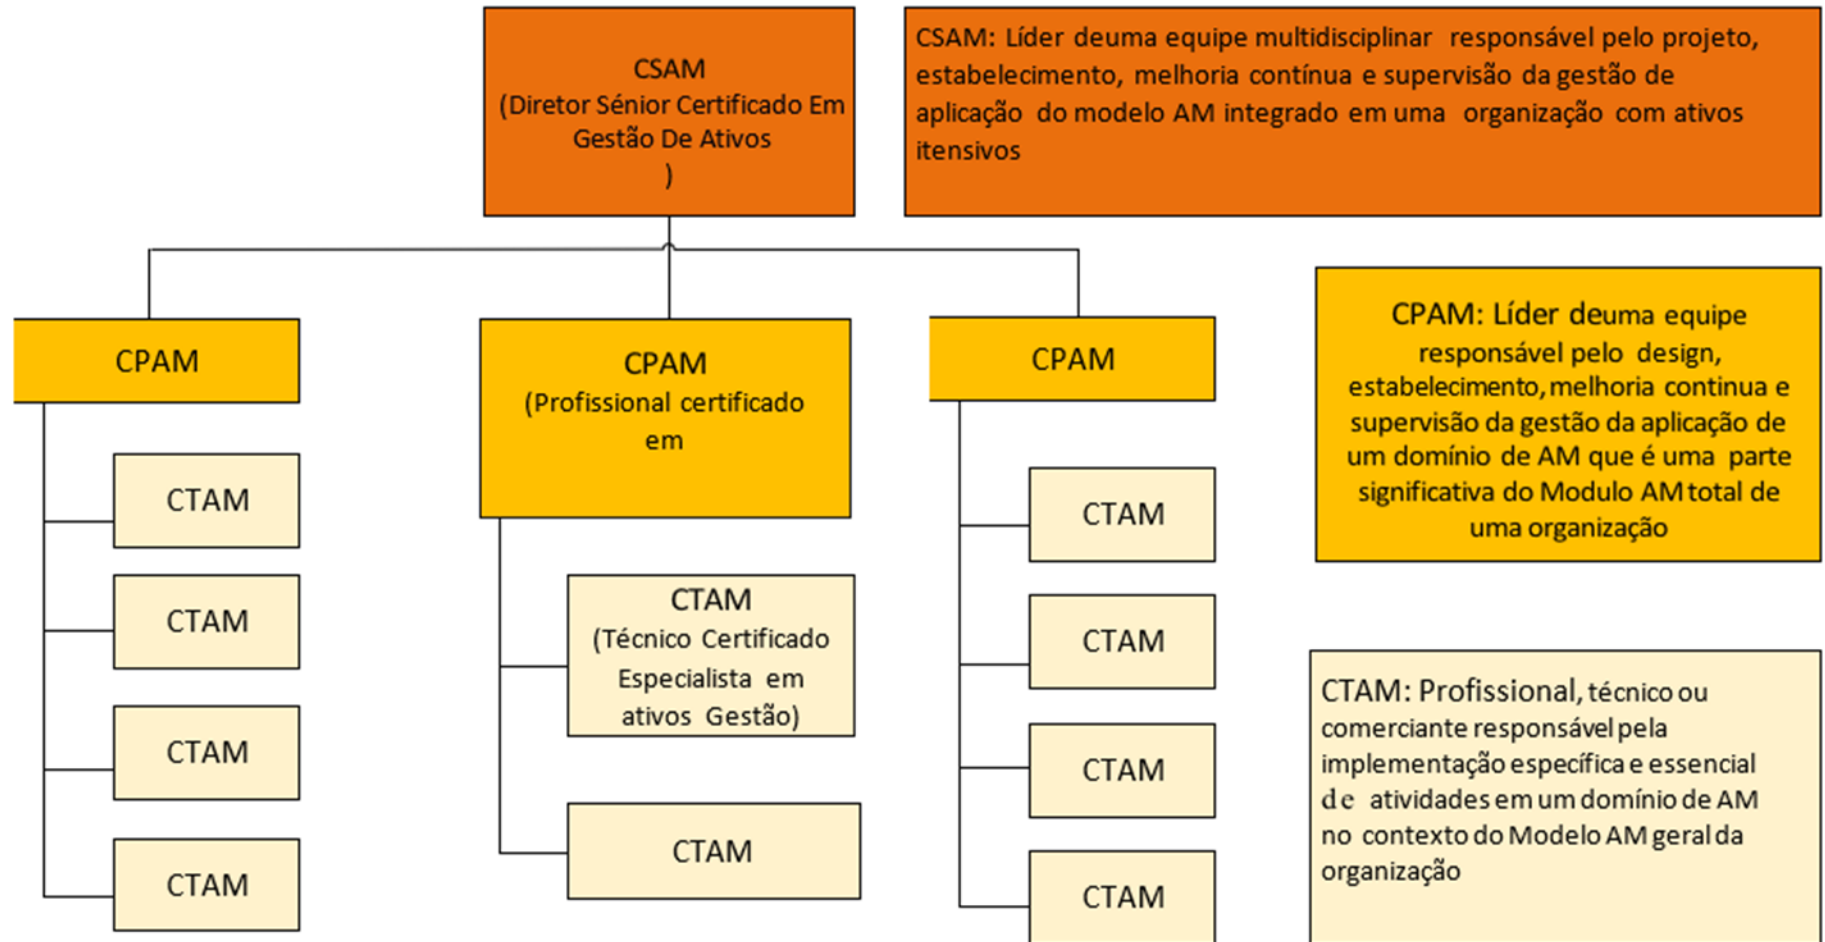 CSAM
(Diretor Sénior Certificado Em
Gestão De Ativos
)
CSAM: Líder deuma equipe multidisciplinar responsável pelo projeto,
estabelecimento, melhoria contínua e supervisão da gestão de
aplicação do modelo AM integrado em uma organização com ativos
itensivos
CPAM
CTAM
CTAM
CTAM
CTAM
CPAM
(Profissional certificado
em
CTAM
(Técnico Certificado
Especialista em
ativos Gestão)
CTAM
CPAM
CTAM
CTAM
CTAM
CTAM
CPAM: Líder deuma equipe
responsável pelo design,
estabelecimento, melhoria continua e
supervisão da gestão da aplicação de
um domínio de AM que é uma parte
significativa do Modulo AM total de
uma organização
CTAM: Profissional, técnico ou
comerciante responsável pela
implementação específica e essencial
de atividades em um domínio de AM
no contexto do Modelo AM geral da
organização